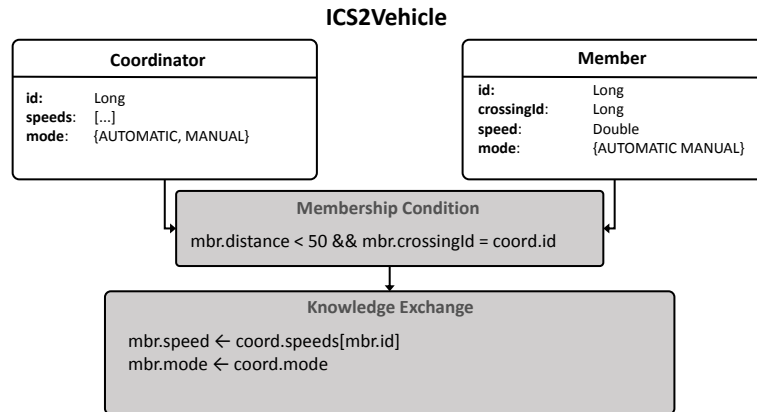 ICS2Vehicle
Coordinator
id: Long
speeds: [...]
mode: {AUTOMATIC, MANUAL}
Member
id: Long
crossingId: Long
speed: Double
mode: {AUTOMATIC MANUAL}
Membership Condition
mbr.distance < 50 && mbr.crossingId = coord.id
Knowledge Exchange
mbr.speed ← coord.speeds[mbr.id]
mbr.mode ← coord.mode